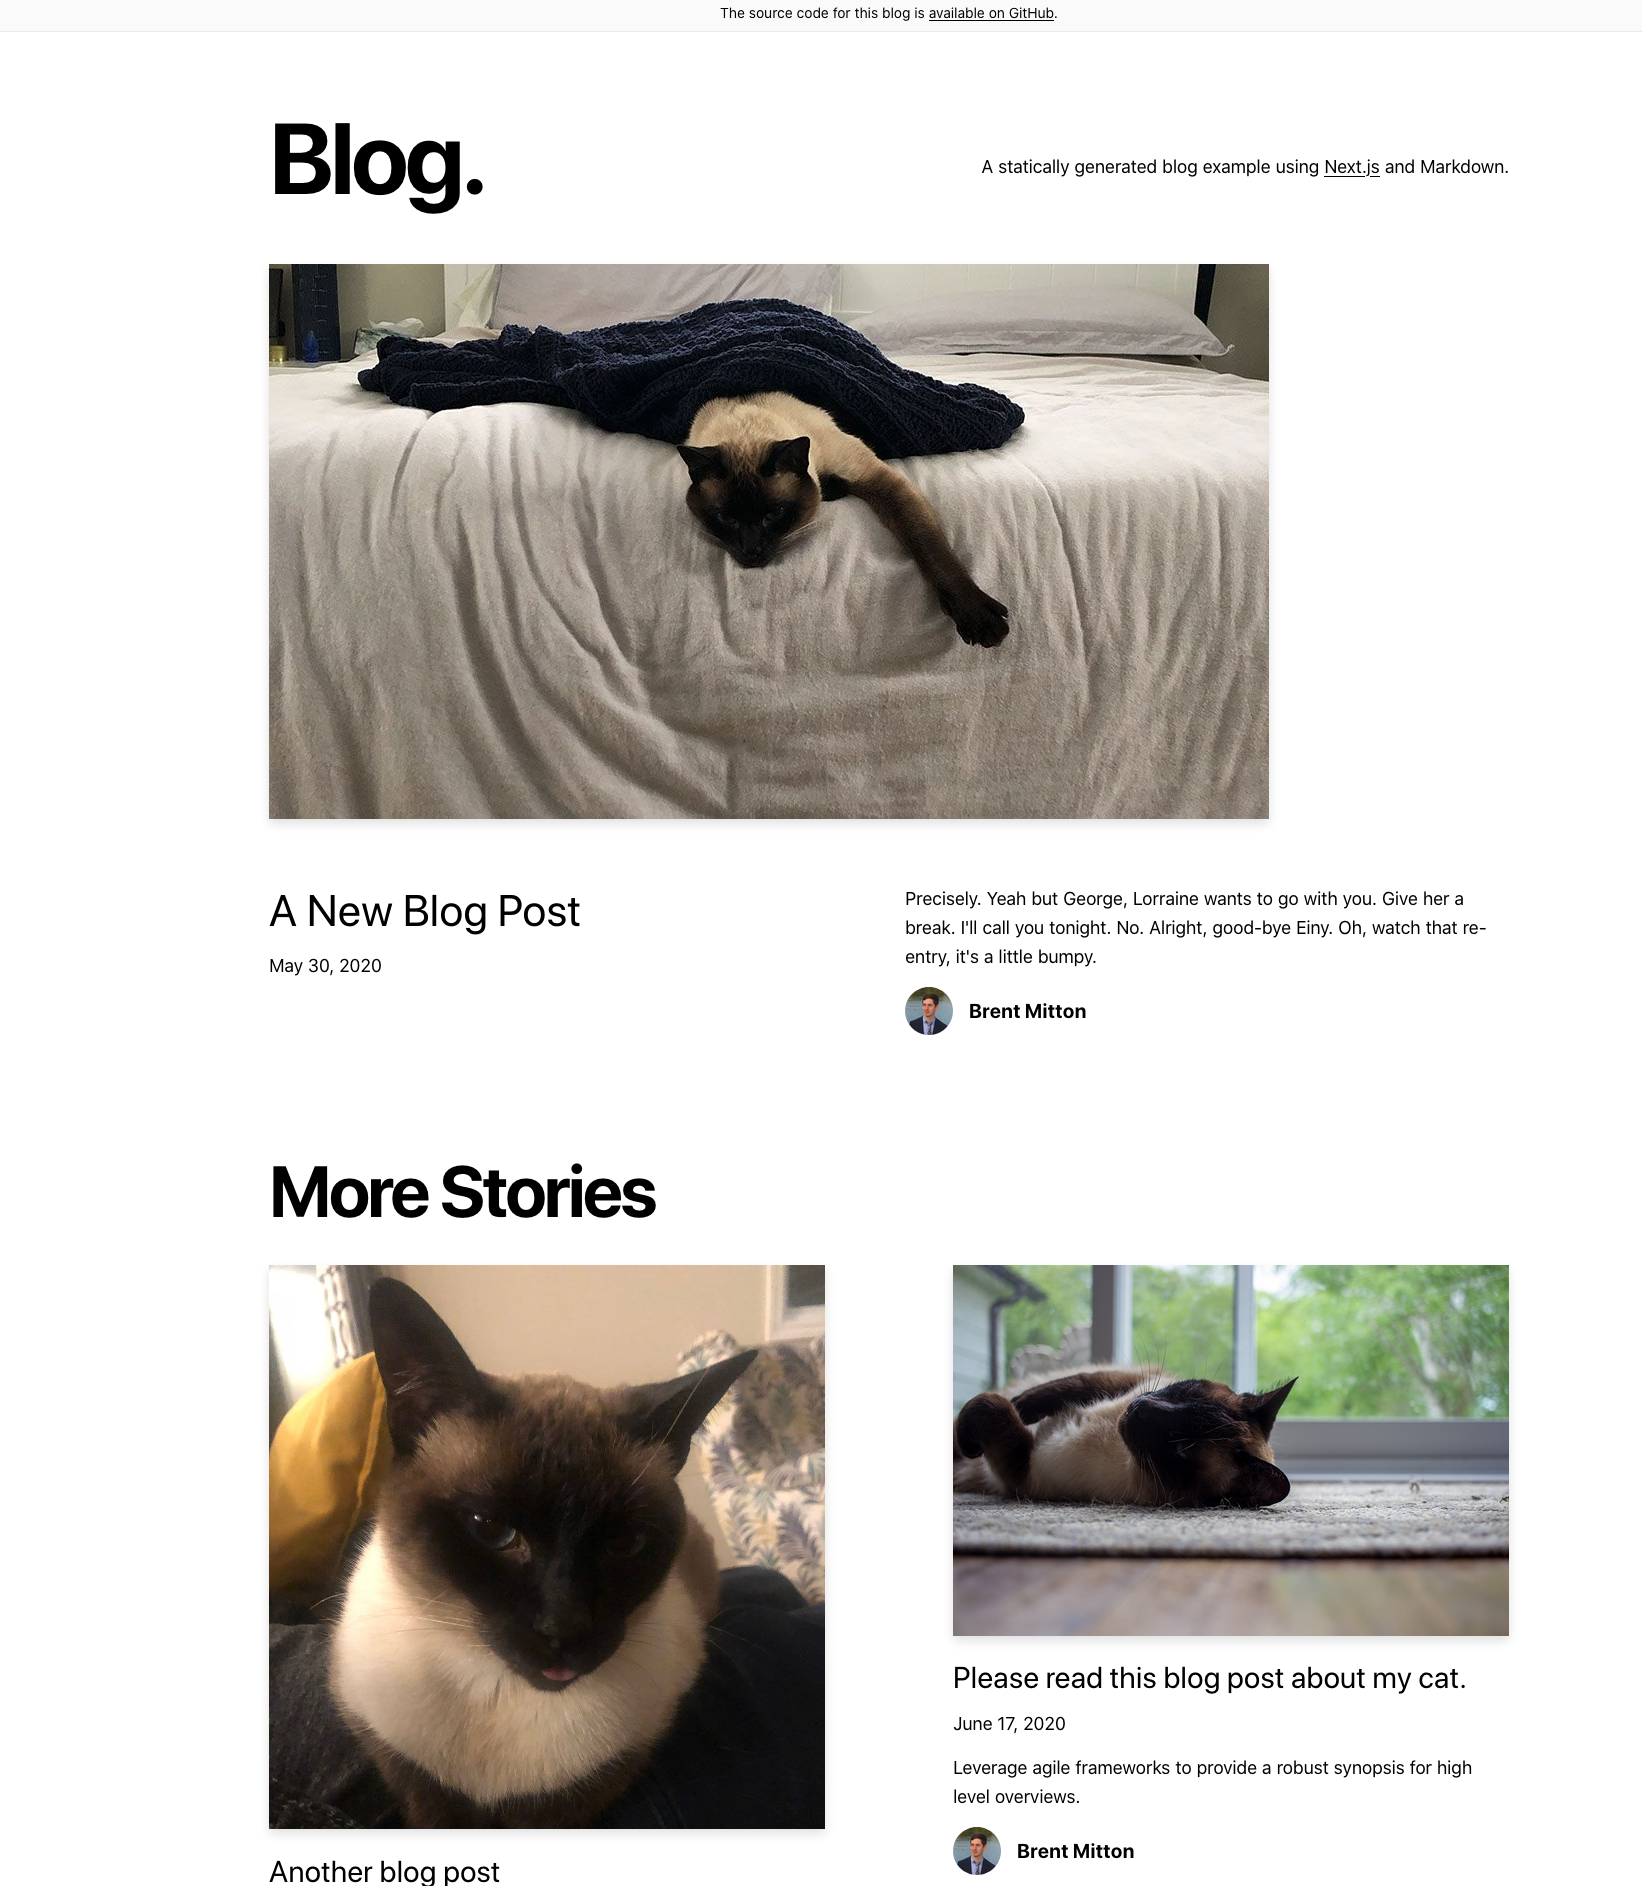 The source code for this blog is available on GitHub.
Blog.
A statically generated blog example using Next.js and Markdown.
A New Blog Post
May 30, 2020
Precisely. Yeah but George, Lorraine wants to go with you. Give her a
break. I'll call you tonight. No. Alright, good-bye Einy. Oh, watch that re-
entry, it's a little bumpy.
Brent Mitton
More Stories
Another blog post
Please read this blog post about my cat.
June 17, 2020
Leverage agile frameworks to provide a robust synopsis for high
level overviews.
Brent Mitton